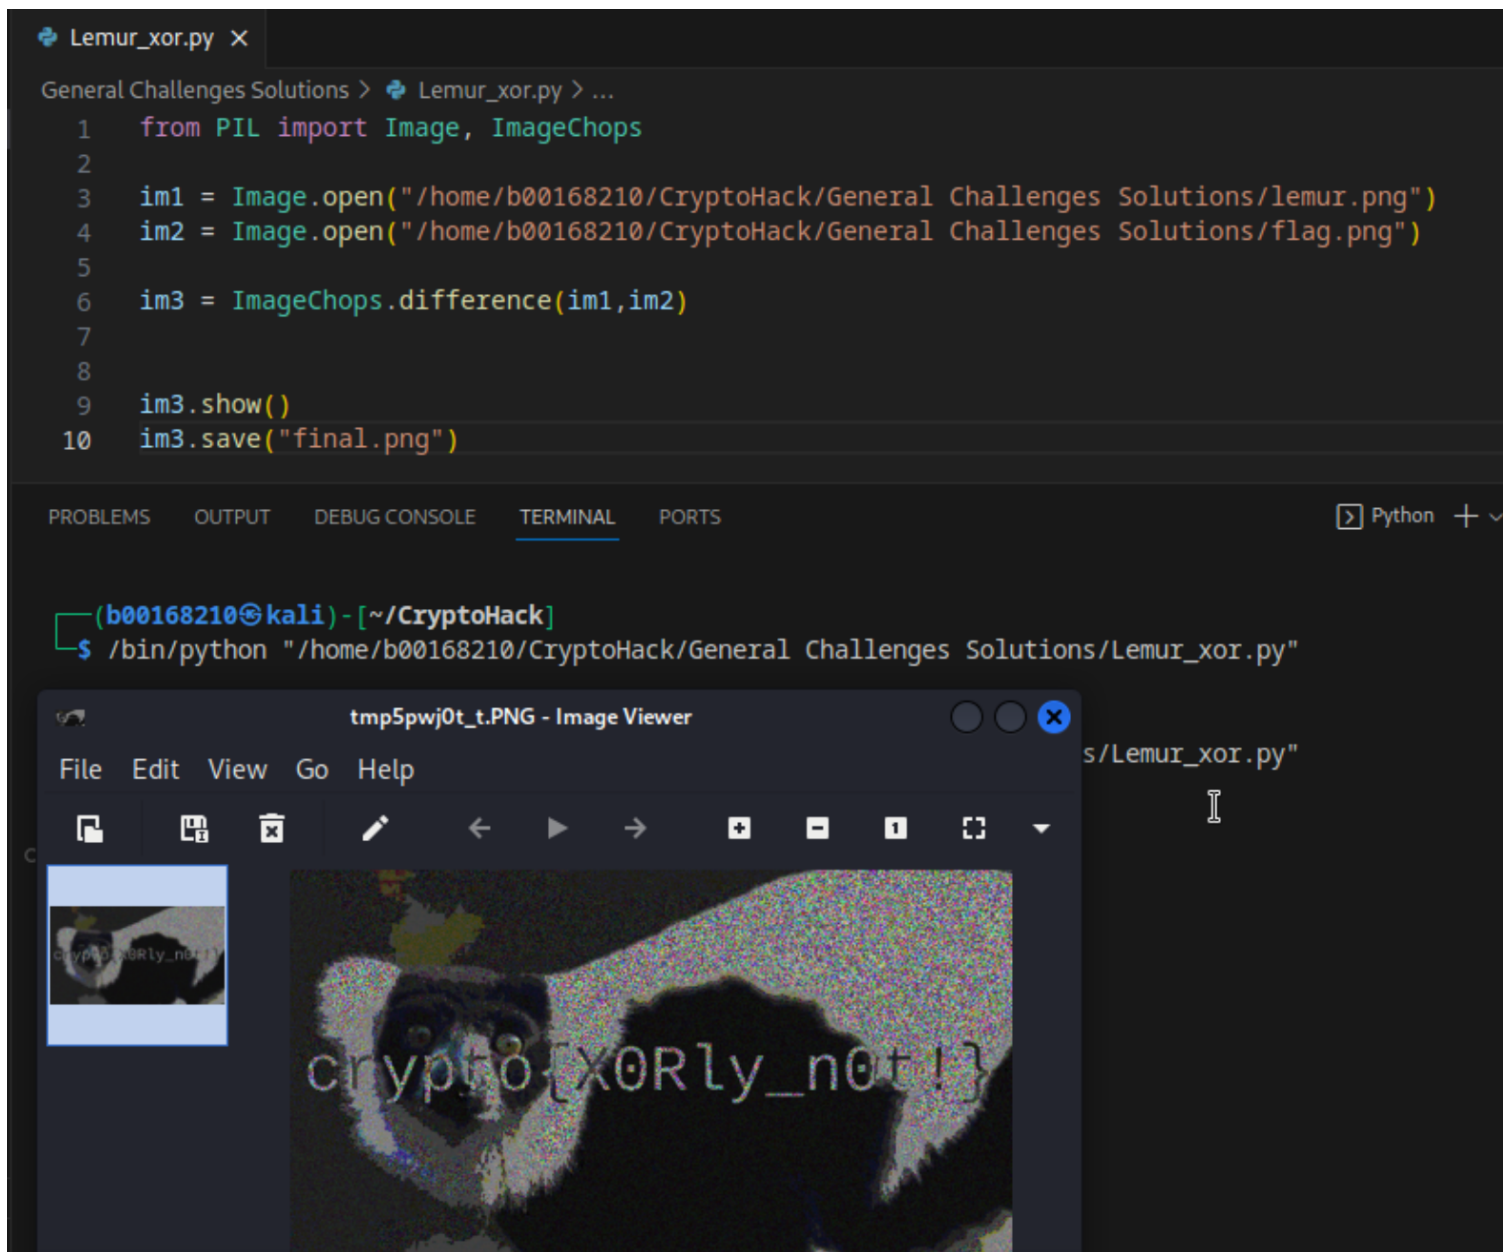 Lemur_xor.py
General Challenges Solutions > Lemur_xor.py > ...
1 from PIL import Image, ImageChops
2
3 im1 = Image.open("/home/b00168210/CryptoHack/General Challenges Solutions/lemur.png")
4 im2 = Image.open("/home/b00168210/CryptoHack/General Challenges Solutions/flag.png")
5
6 im3 = ImageChops.difference(im1,im2)
7
8
9 im3.show()
10 im3.save("final.png")
PROBLEMS OUTPUT DEBUG CONSOLE TERMINAL PORTS Python
(b00168210㉿kali)-[~/CryptoHack]
$ /bin/python "/home/b00168210/CryptoHack/General Challenges Solutions/Lemur_xor.py"
tmp5pwj0t_t.PNG - Image Viewer
s/Lemur_xor.py"
File Edit View Go Help
1
crypto{X0Rly_n0t!}
crypto{X0Rly_n0t!}